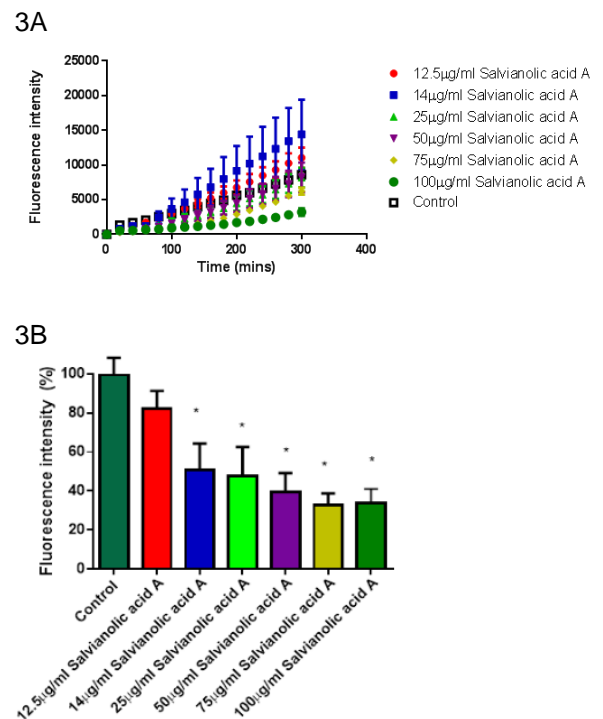 3A
Fluorescence intensity
25000
20000
15000
10000
5000
0
0 100 200 300 400
Time (mins)
12.5µg/ml Salvianolic acid A
14µg/ml Salvianolic acid A
25µg/ml Salvianolic acid A
50µg/ml Salvianolic acid A
75µg/ml Salvianolic acid A
100µg/ml Salvianolic acid A
Control
3B
Fluorescence intensity (%)
100
80
60
40
20
0
* * * * *
Control
12.5µg/ml Salvianolic acid A
14µg/ml Salvianolic acid A
25µg/ml Salvianolic acid A
50µg/ml Salvianolic acid A
75µg/ml Salvianolic acid A
100µg/ml Salvianolic acid A